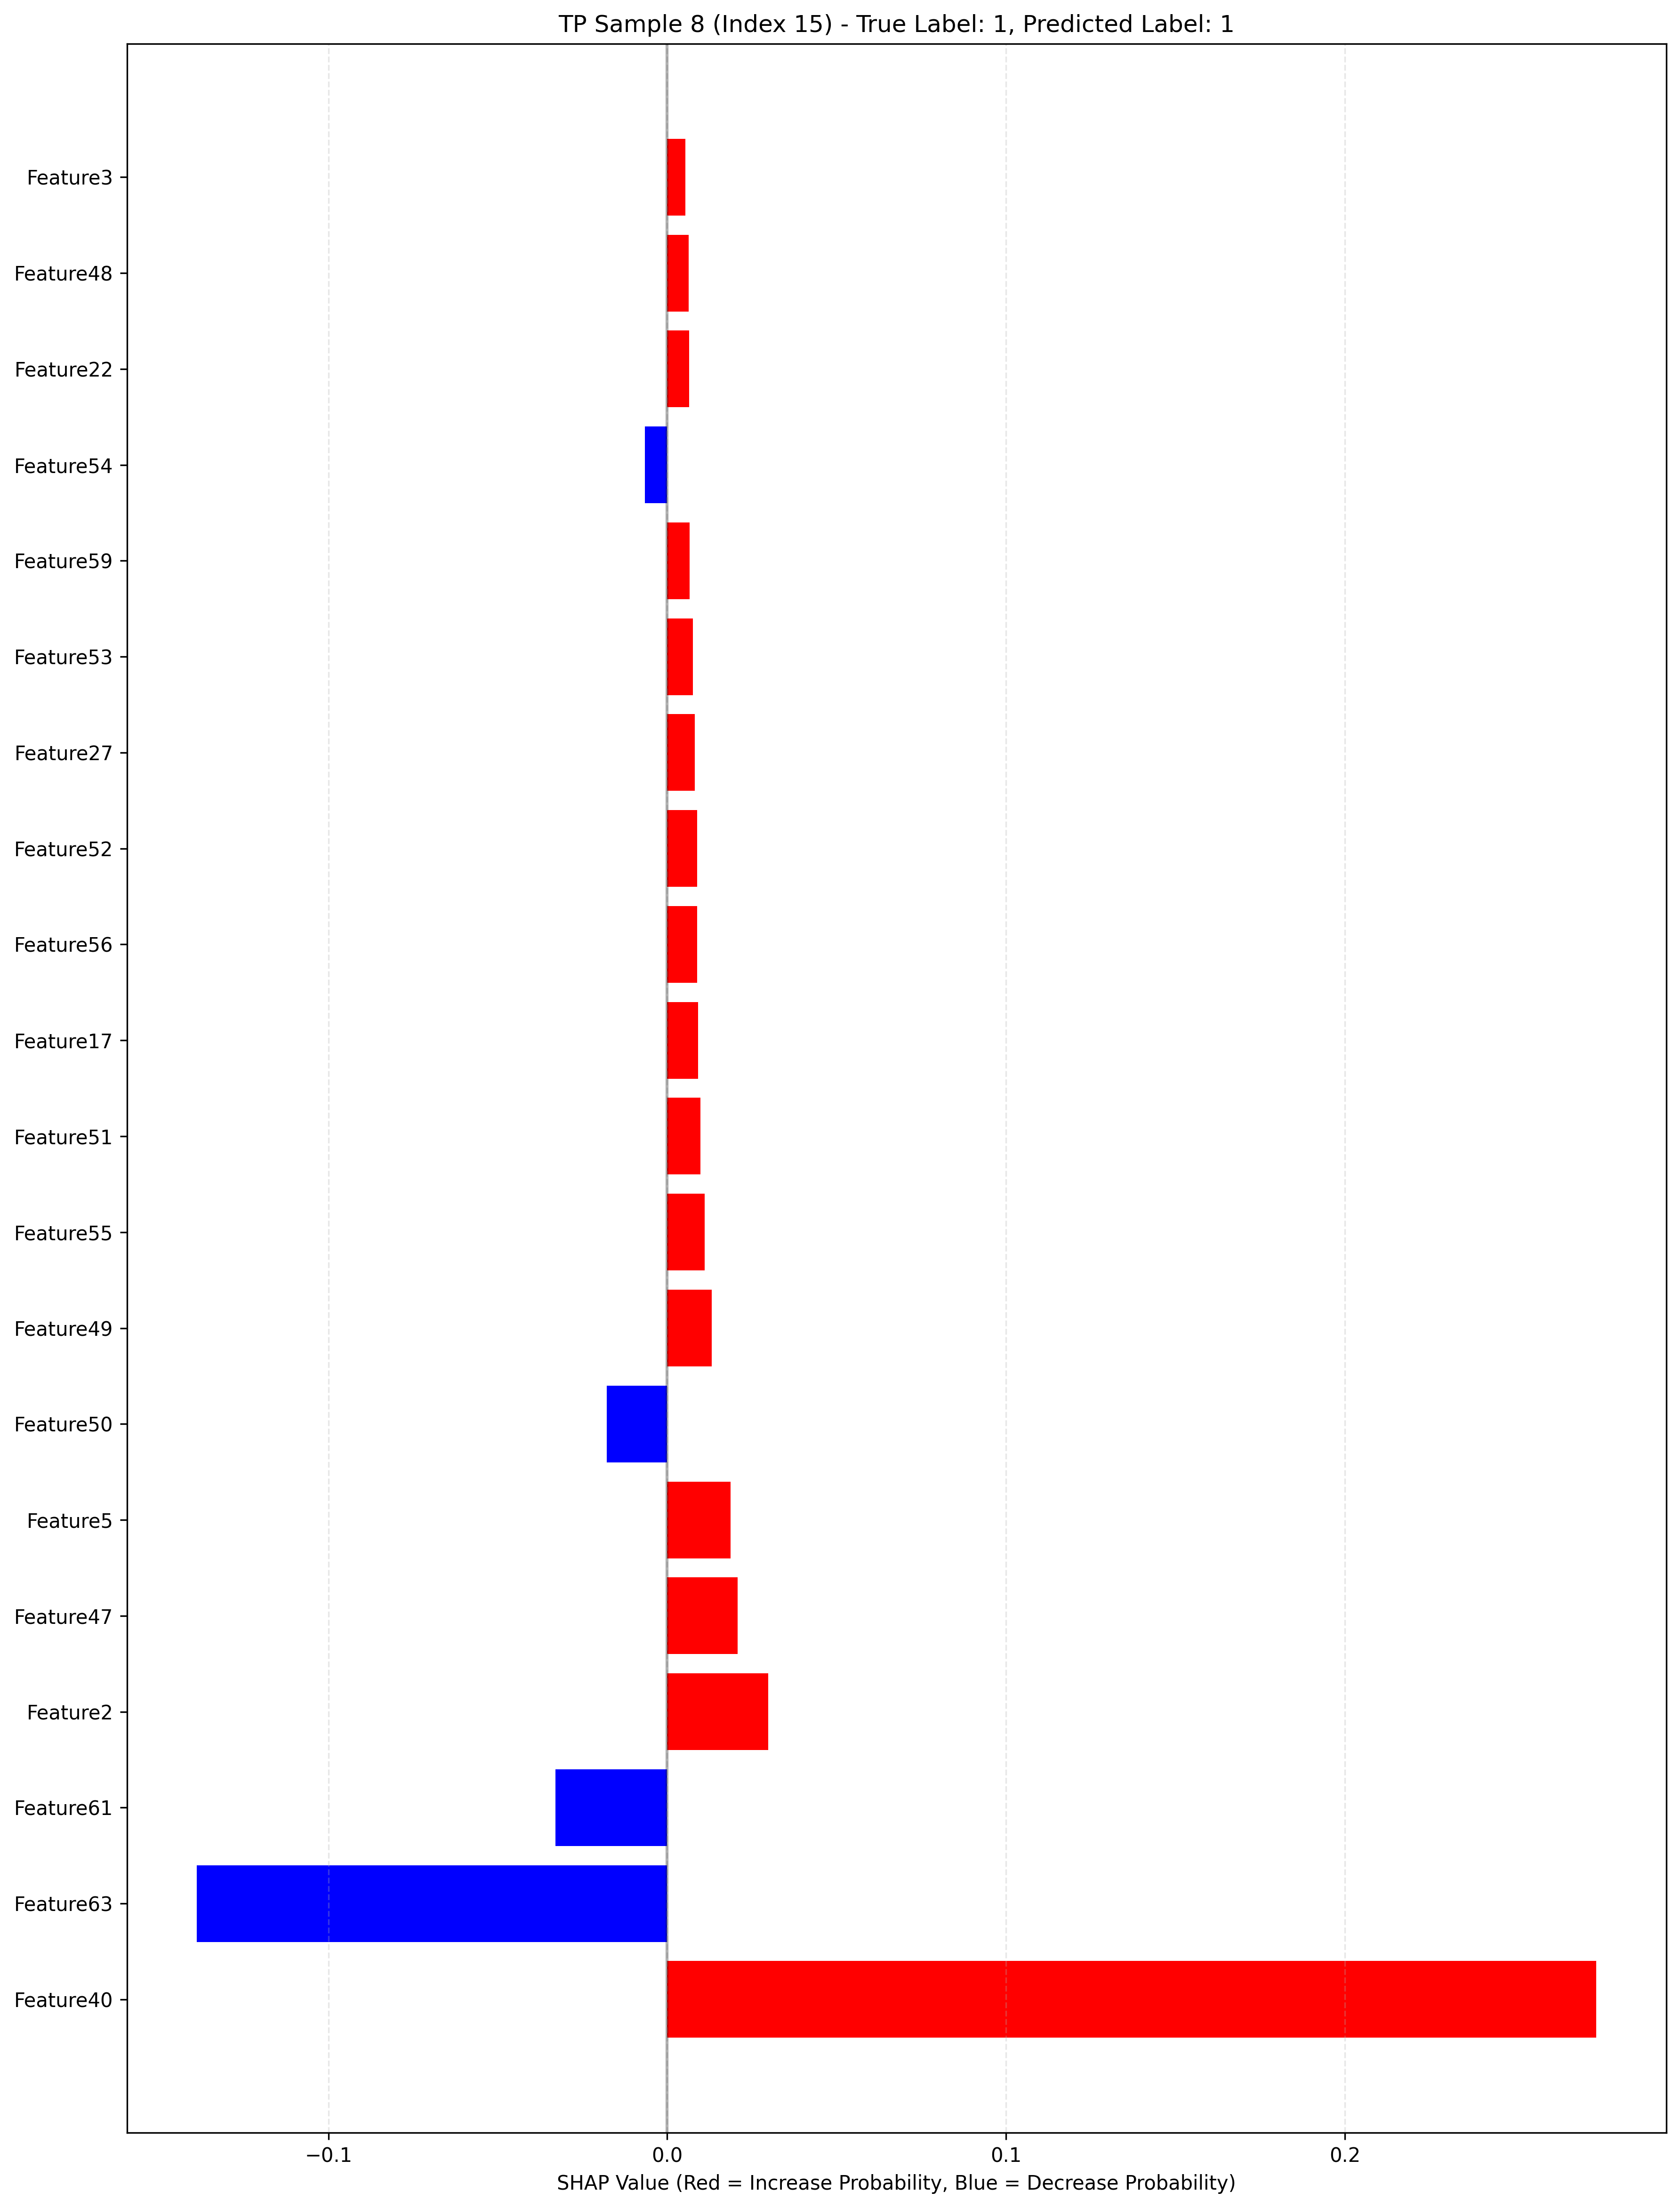 TP Sample 8 (Index 15) - True Label: 1, Predicted Label: 1
Feature3
Feature48
Feature22
Feature54
Feature59
Feature53
Feature27
Feature52
Feature56
Feature17
Feature51
Feature55
Feature49
Feature50
Feature5
Feature47
Feature2
Feature61
Feature63
Feature40
−0.1 0.0 0.1 0.2
SHAP Value (Red = Increase Probability, Blue = Decrease Probability)